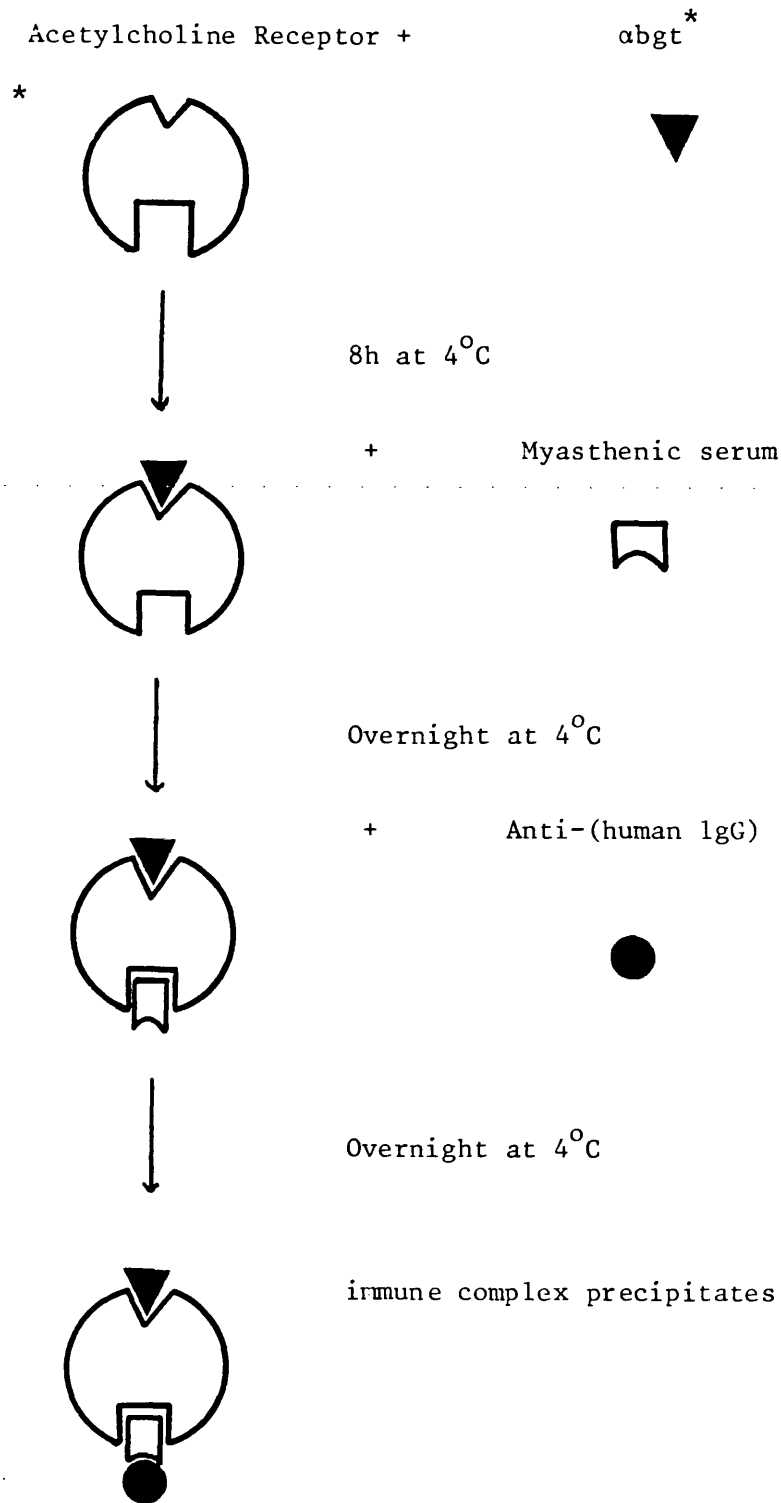 Acetylcholine Receptor + αbgt*
*
8h at 4°C
+ Myasthenic serum
Overnight at 4°C
+ Anti-(human lgG)
Overnight at 4°C
immune complex precipitates